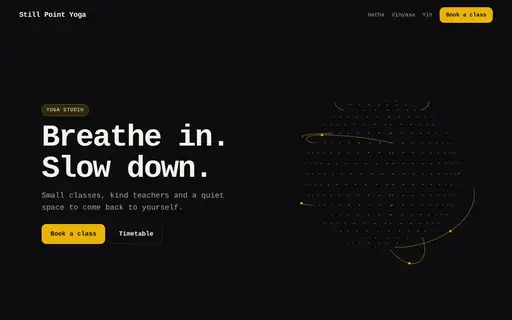 Still Point Yoga
Hatha Vinyasa Yin Book a class
YOGA STUDIO
Breathe in.
Slow down.
Small classes, kind teachers and a quiet
space to come back to yourself.
Book a class Timetable